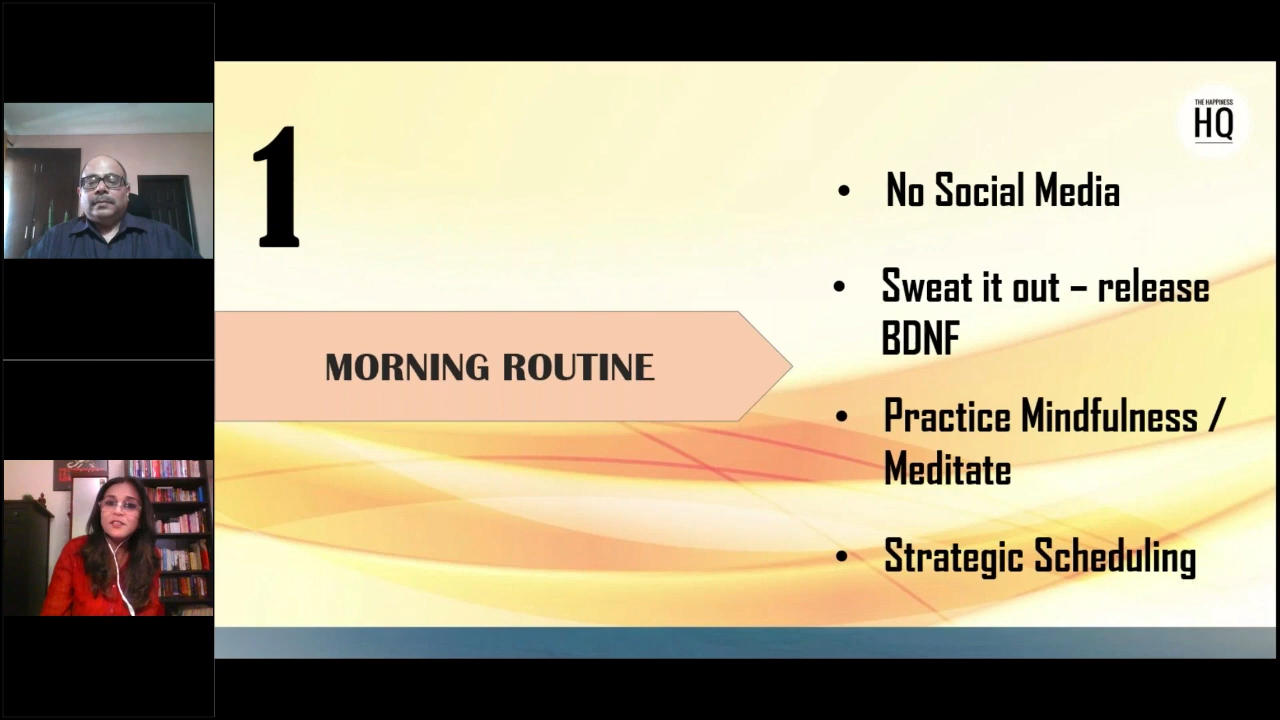 1
MORNING ROUTINE
THE HAPPINESS
HQ
• No Social Media
• Sweat it out – release
BDNF
• Practice Mindfulness /
Meditate
• Strategic Scheduling